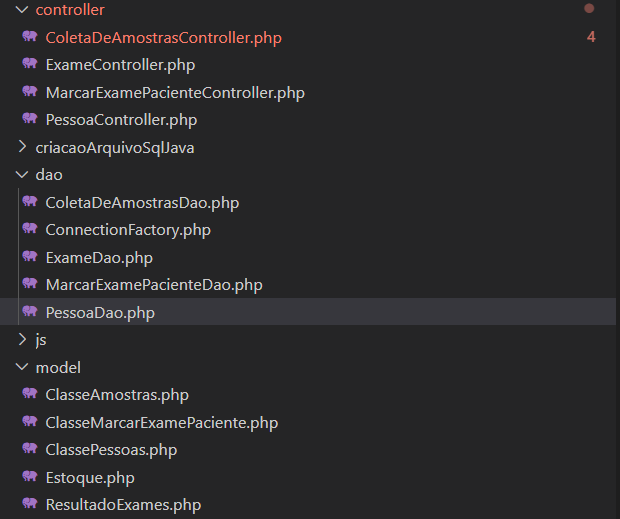 controller
ColetaDeAmostrasController.php 4
ExameController.php
MarcarExamePacienteController.php
PessoaController.php
criacaoArquivoSqlJava
dao
ColetaDeAmostrasDao.php
ConnectionFactory.php
ExameDao.php
MarcarExamePacienteDao.php
PessoaDao.php
js
model
ClasseAmostras.php
ClasseMarcarExamePaciente.php
ClassePessoas.php
Estoque.php
ResultadoExames.php